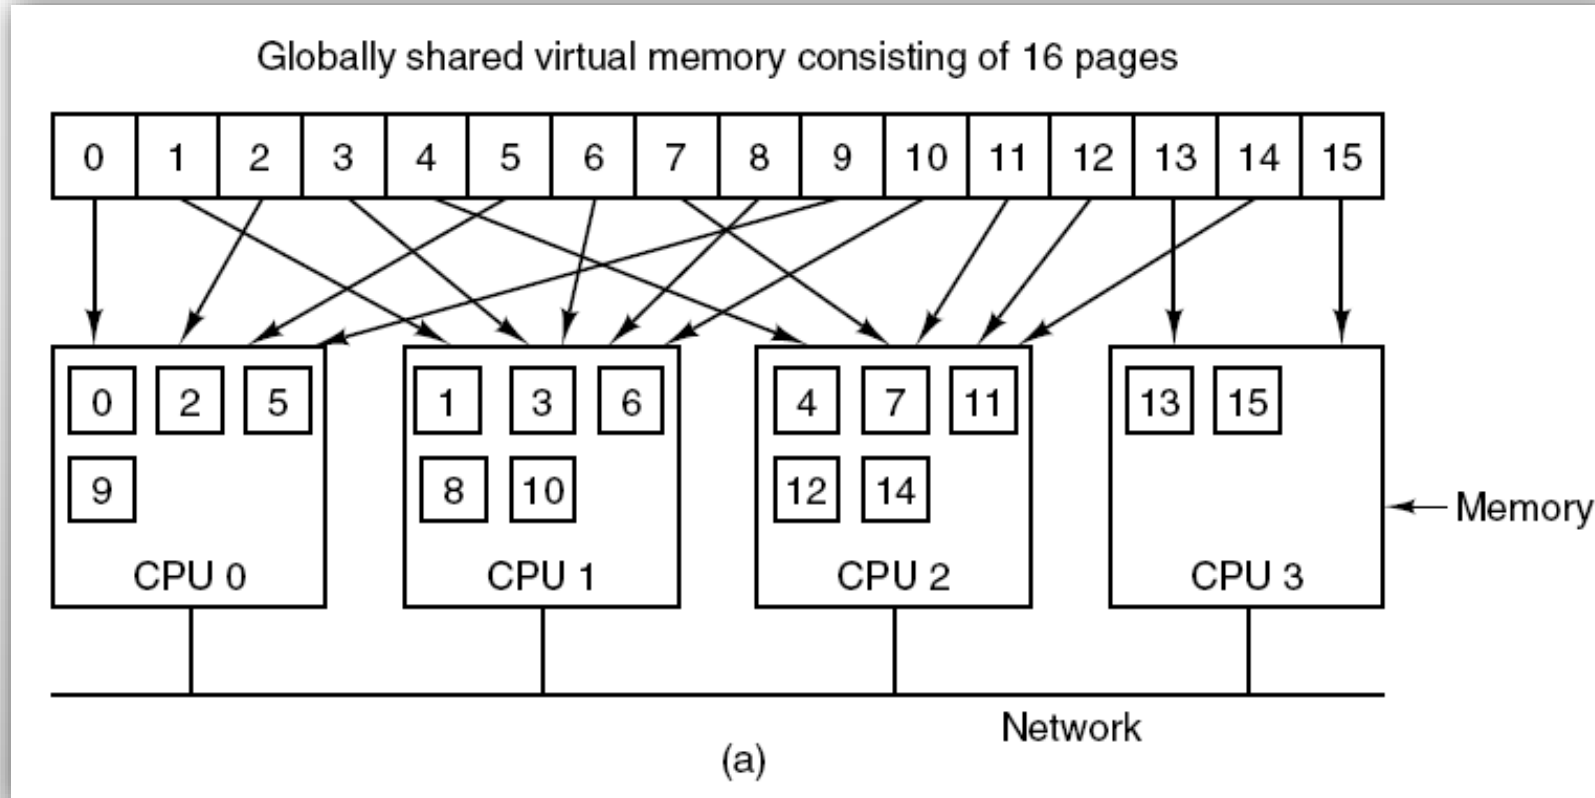 Globally shared virtual memory consisting of 16 pages
0 1 2 3 4 5 6 7 8 9 10 11 12 13 14 15
0 2 5
9
CPU 0
1 3 6
8 10
CPU 1
4 7 11
12 14
CPU 2
13 15
CPU 3
Memory
Network
(a)